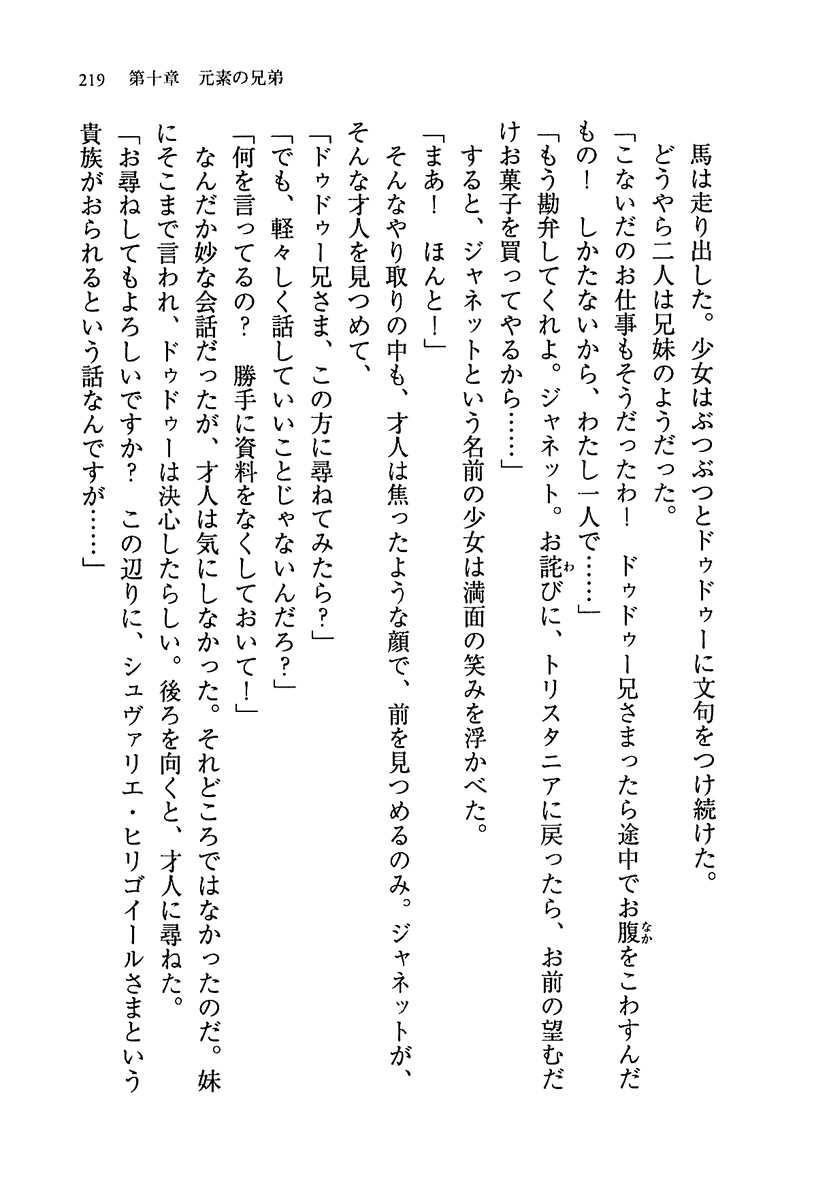 219　第十章　元素の兄弟
　馬は走り出した。少女はぶつぶつとドゥドゥーに文句をつけ続けた。
　どうやら二人は兄妹のようだった。
「こないだのお仕事もそうだったわ！　ドゥドゥー兄さまったら途中でお腹をこわすんだ
もの！　しかたないから、わたし一人で……」
「もう勘弁してくれよ。ジャネット。お詫びに、トリスタニアに戻ったら、お前の望むだ
けお菓子を買ってやるから……」
　すると、ジャネットという名前の少女は満面の笑みを浮かべた。
「まあ！　ほんと！」
　そんなやり取りの中も、才人は焦ったような顔で、前を見つめるのみ。ジャネットが、
そんな才人を見つめて、
「ドゥドゥー兄さま、この方に尋ねてみたら？」
「でも、軽々しく話していいことじゃないんだろ？」
「何を言ってるの？　勝手に資料をなくしておいて！」
　なんだか妙な会話だったが、才人は気にしなかった。それどころではなかったのだ。妹
にそこまで言われ、ドゥドゥーは決心したらしい。後ろを向くと、才人に尋ねた。
「お尋ねしてもよろしいですか？　この辺りに、シュヴァリエ・ヒリゴイールさまという
貴族がおられるという話なんですが……」